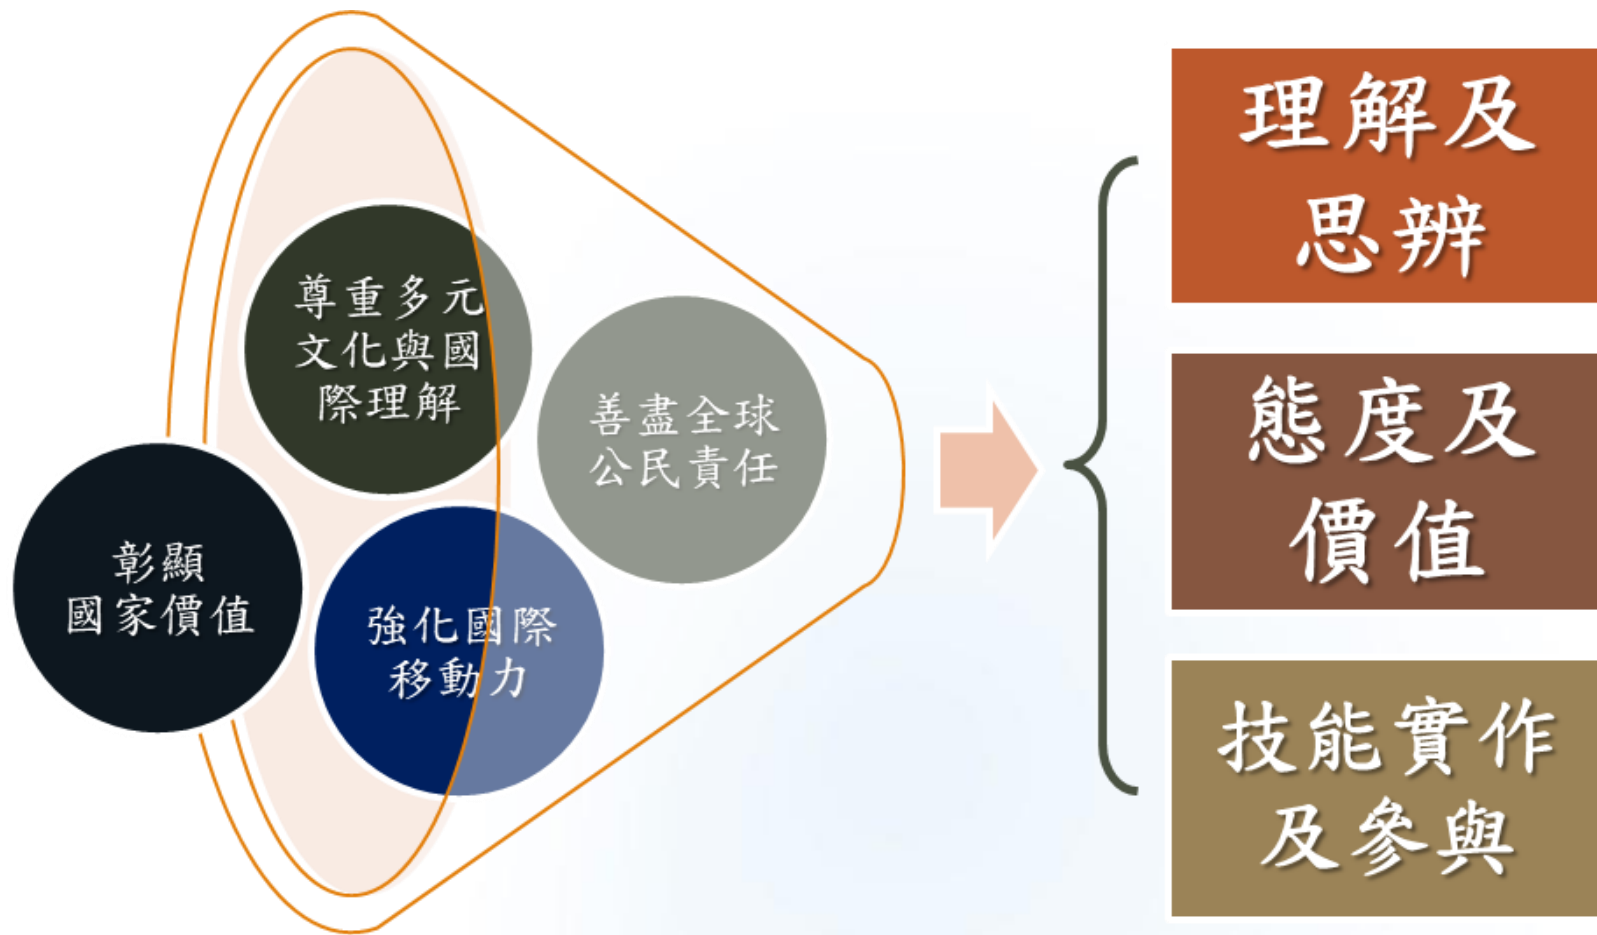 尊重多元
文化與國
際理解
善盡全球
公民責任
彰顯
國家價值
強化國際
移動力
理解及
思辨
態度及
價值
技能實作
及參與